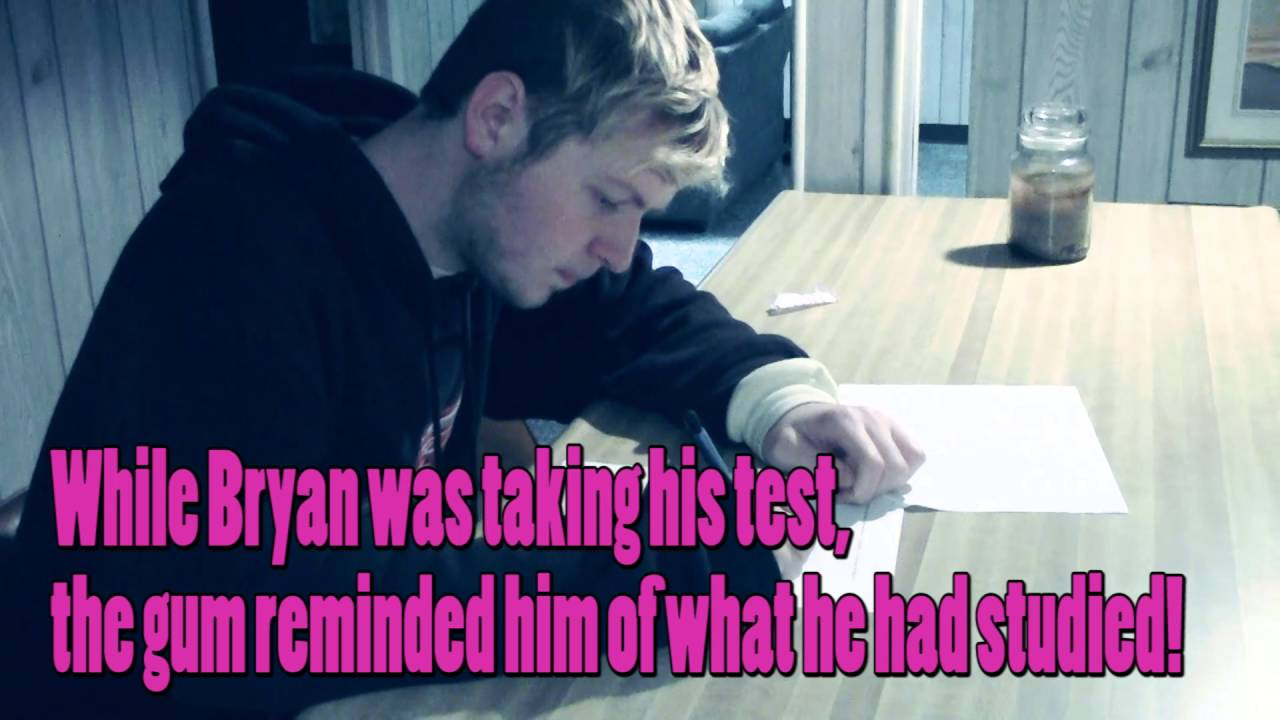 While Bryan was taking his test,
the gum reminded him of what he had studied!